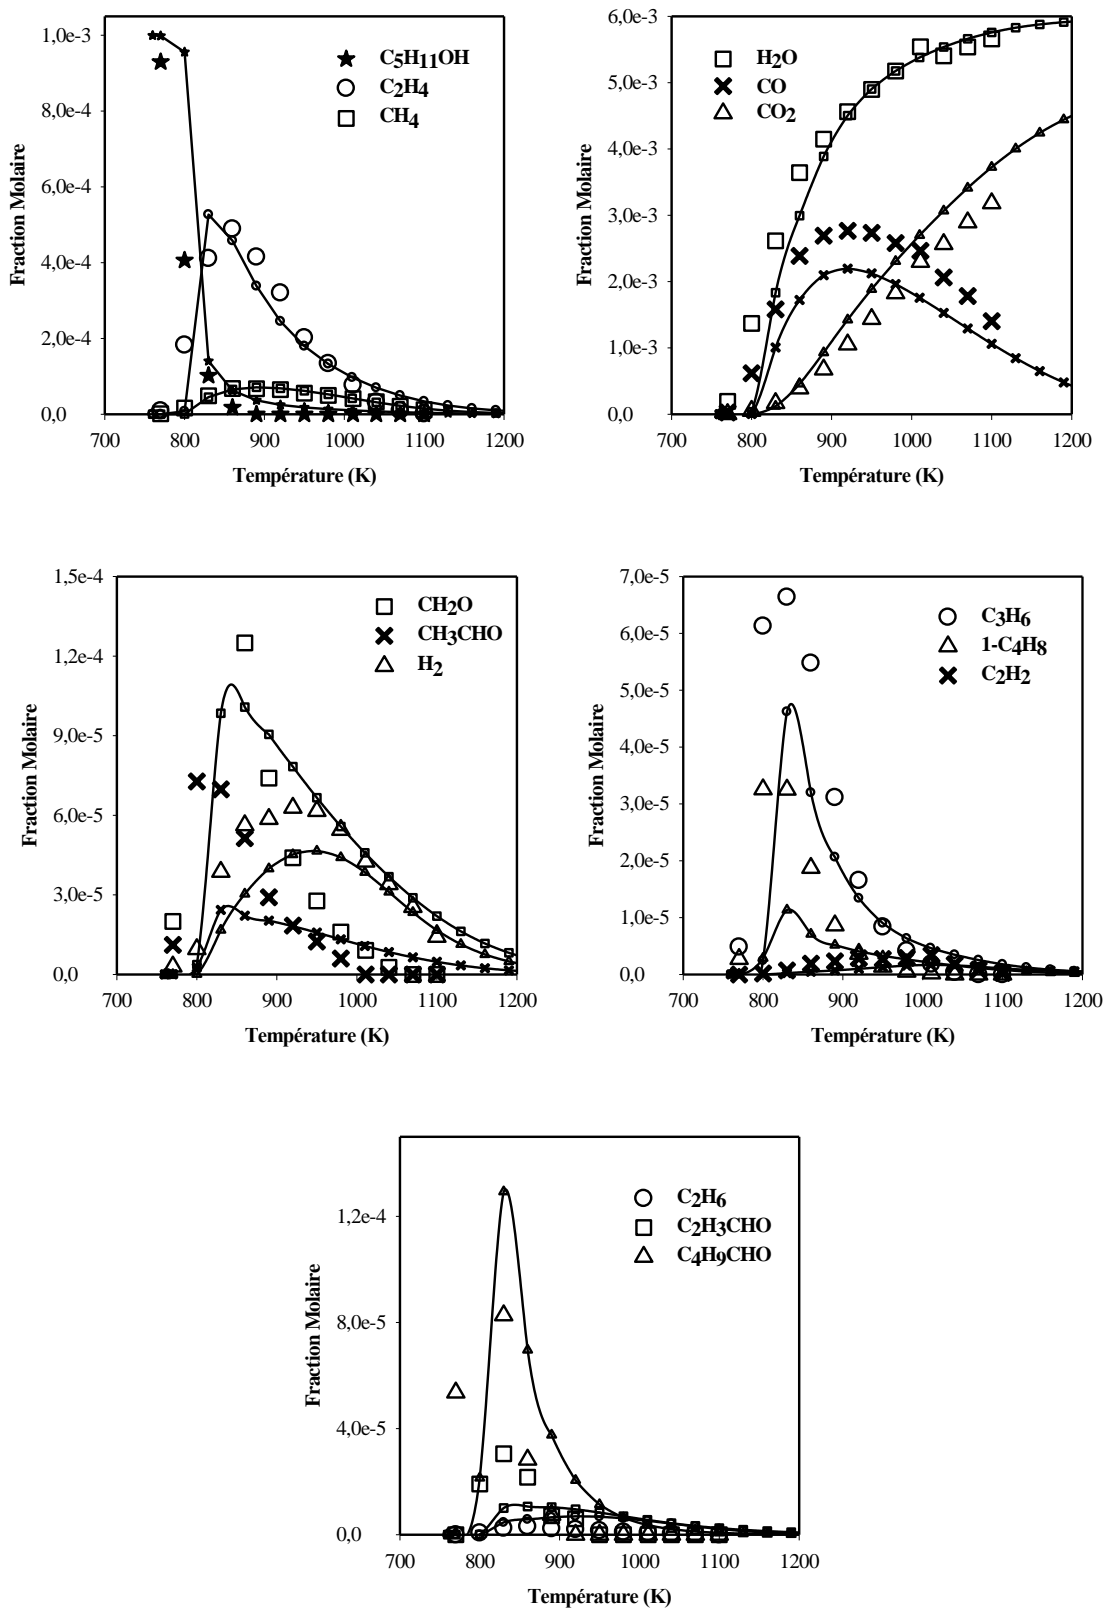 1,0e-3
8,0e-4
6,0e-4
4,0e-4
2,0e-4
0,0
Fraction Molaire
C5H11OH
C2H4
CH4
700 800 900 1000 1100 1200
Température (K)
6,0e-3
5,0e-3
4,0e-3
3,0e-3
2,0e-3
1,0e-3
0,0
Fraction Molaire
H2O
CO
CO2
700 800 900 1000 1100 1200
Température (K)
1,5e-4
1,2e-4
9,0e-5
6,0e-5
3,0e-5
0,0
Fraction Molaire
CH2O
CH3CHO
H2
700 800 900 1000 1100 1200
Température (K)
7,0e-5
6,0e-5
5,0e-5
4,0e-5
3,0e-5
2,0e-5
1,0e-5
0,0
Fraction Molaire
C3H6
1-C4H8
C2H2
700 800 900 1000 1100 1200
Température (K)
1,2e-4
8,0e-5
4,0e-5
0,0
Fraction Molaire
C2H6
C2H3CHO
C4H9CHO
700 800 900 1000 1100 1200
Température (K)